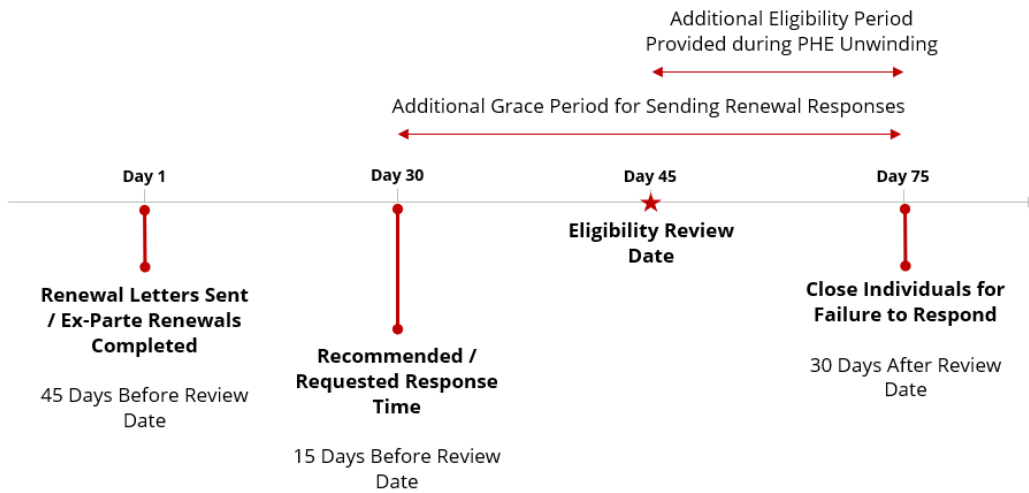 Additional Eligibility Period
Provided during PHE Unwinding
Additional Grace Period for Sending Renewal Responses
Day 1
Day 30
Day 45
Day 75
Renewal Letters Sent
/ Ex-Parte Renewals
Completed
45 Days Before Review
Date
Recommended /
Requested Response
Time
15 Days Before Review
Date
Eligibility Review
Date
Close Individuals for
Failure to Respond
30 Days After Review
Date